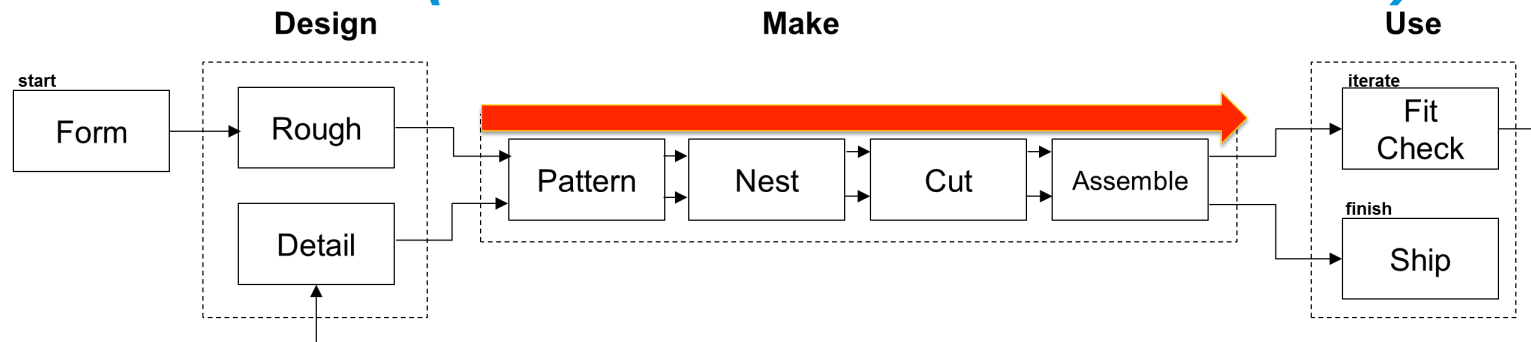 Design
Make
Use
start
Form
Rough
Detail
Pattern
Nest
Cut
Assemble
iterate
Fit
Check
finish
Ship